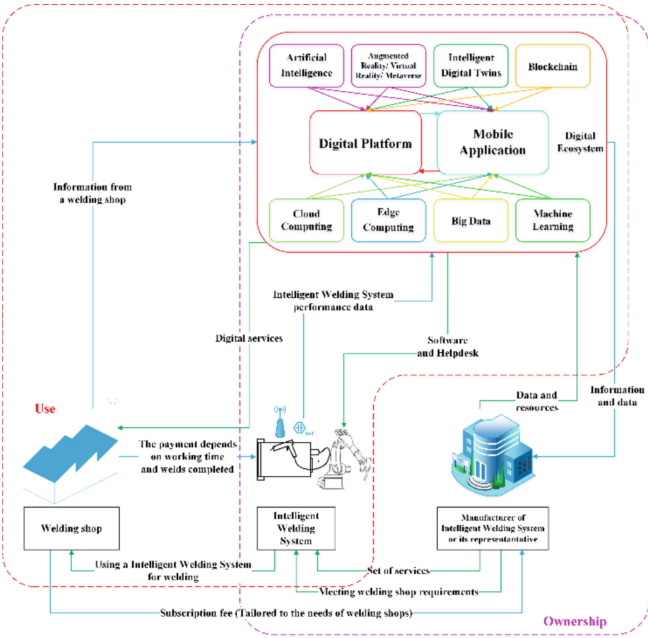 Artificial
Intelligence
Augmented
Reality/ Virtual
Reality/ Metaverse
Intelligent
Digital Twins
Blockchain
Digital Platform
Mobile
Application
Digital
Ecosystem
Information from
a welding shop
Cloud
Computing
Edge
Computing
Big Data
Machine
Learning
Intelligent Welding System
performance data
Digital services
Software
and Helpdesk
Data and
resources
Information
and data
Use
The payment depends
on working time
and welds completed
Welding shop
Intelligent
Welding
System
Manufacturer of
Intelligent Welding System
or its representantative
Using a Intelligent Welding System
for welding
Set of services
Meeting welding shop requirements
Subscription fee (Tailored to the needs of welding shops)
Ownership